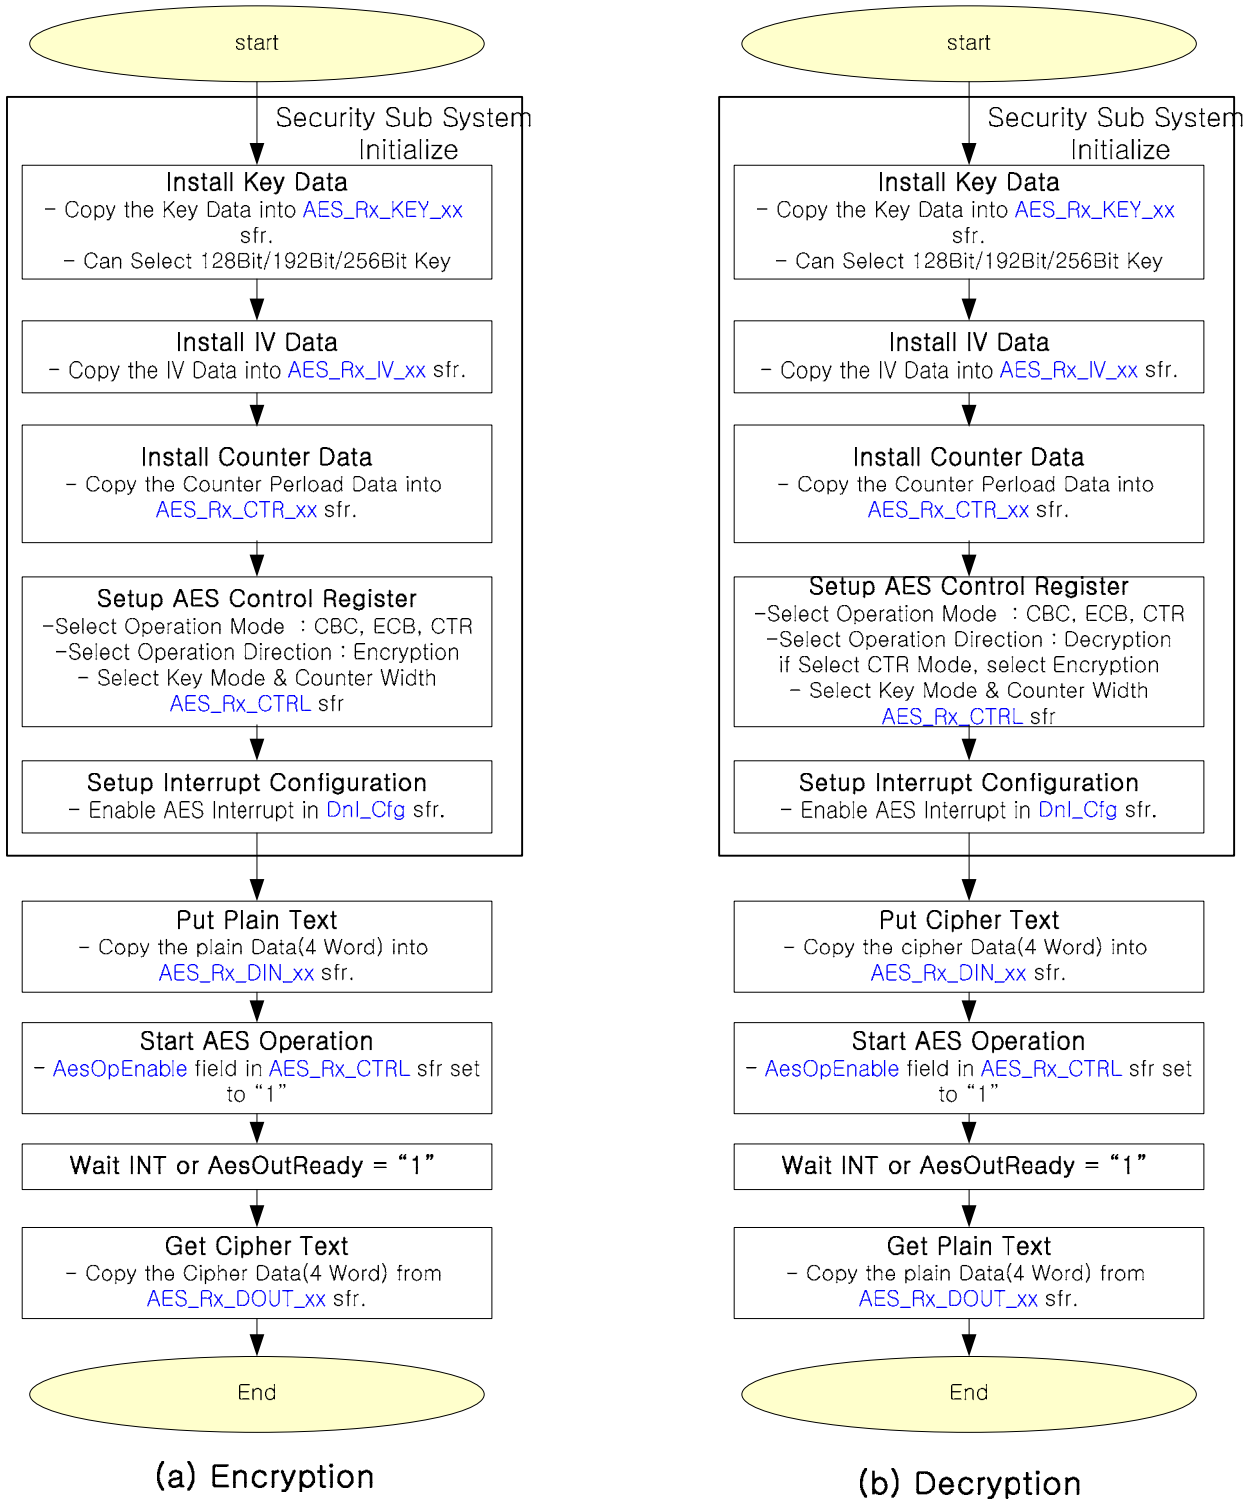 start
Security Sub System
Initialize
Install Key Data
- Copy the Key Data into AES_Rx_KEY_xx
sfr.
- Can Select 128Bit/192Bit/256Bit Key
Install IV Data
- Copy the IV Data into AES_Rx_IV_xx sfr.
Install Counter Data
- Copy the Counter Perload Data into
AES_Rx_CTR_xx sfr.
Setup AES Control Register
-Select Operation Mode : CBC, ECB, CTR
-Select Operation Direction : Encryption
- Select Key Mode & Counter Width
AES_Rx_CTRL sfr
Setup Interrupt Configuration
- Enable AES Interrupt in DnI_Cfg sfr.
Put Plain Text
- Copy the plain Data(4 Word) into
AES_Rx_DIN_xx sfr.
Start AES Operation
- AesOpEnable field in AES_Rx_CTRL sfr set
to “1”
Wait INT or AesOutReady = “1”
Get Cipher Text
- Copy the Cipher Data(4 Word) from
AES_Rx_DOUT_xx sfr.
End
(a) Encryption
start
Security Sub System
Initialize
Install Key Data
- Copy the Key Data into AES_Rx_KEY_xx
sfr.
- Can Select 128Bit/192Bit/256Bit Key
Install IV Data
- Copy the IV Data into AES_Rx_IV_xx sfr.
Install Counter Data
- Copy the Counter Perload Data into
AES_Rx_CTR_xx sfr.
Setup AES Control Register
-Select Operation Mode : CBC, ECB, CTR
-Select Operation Direction : Decryption
if Select CTR Mode, select Encryption
- Select Key Mode & Counter Width
AES_Rx_CTRL sfr
Setup Interrupt Configuration
- Enable AES Interrupt in DnI_Cfg sfr.
Put Cipher Text
- Copy the cipher Data(4 Word) into
AES_Rx_DIN_xx sfr.
Start AES Operation
- AesOpEnable field in AES_Rx_CTRL sfr set
to “1”
Wait INT or AesOutReady = “1”
Get Plain Text
- Copy the plain Data(4 Word) from
AES_Rx_DOUT_xx sfr.
End
(b) Decryption